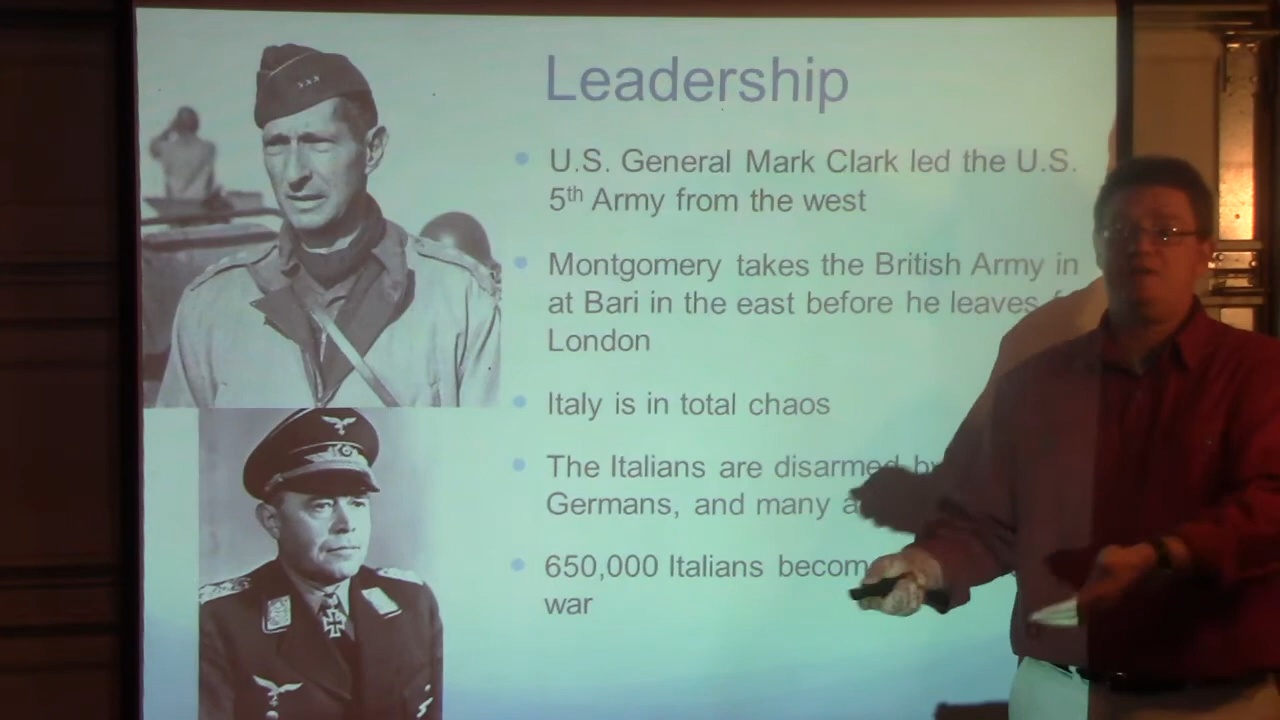 Leadership
U.S. General Mark Clark led the U.S.
5th Army from the west
Montgomery takes the British Army in
at Bari in the east before he leaves
London
Italy is in total chaos
The Italians are disarmed by
Germans, and many
650,000 Italians
war